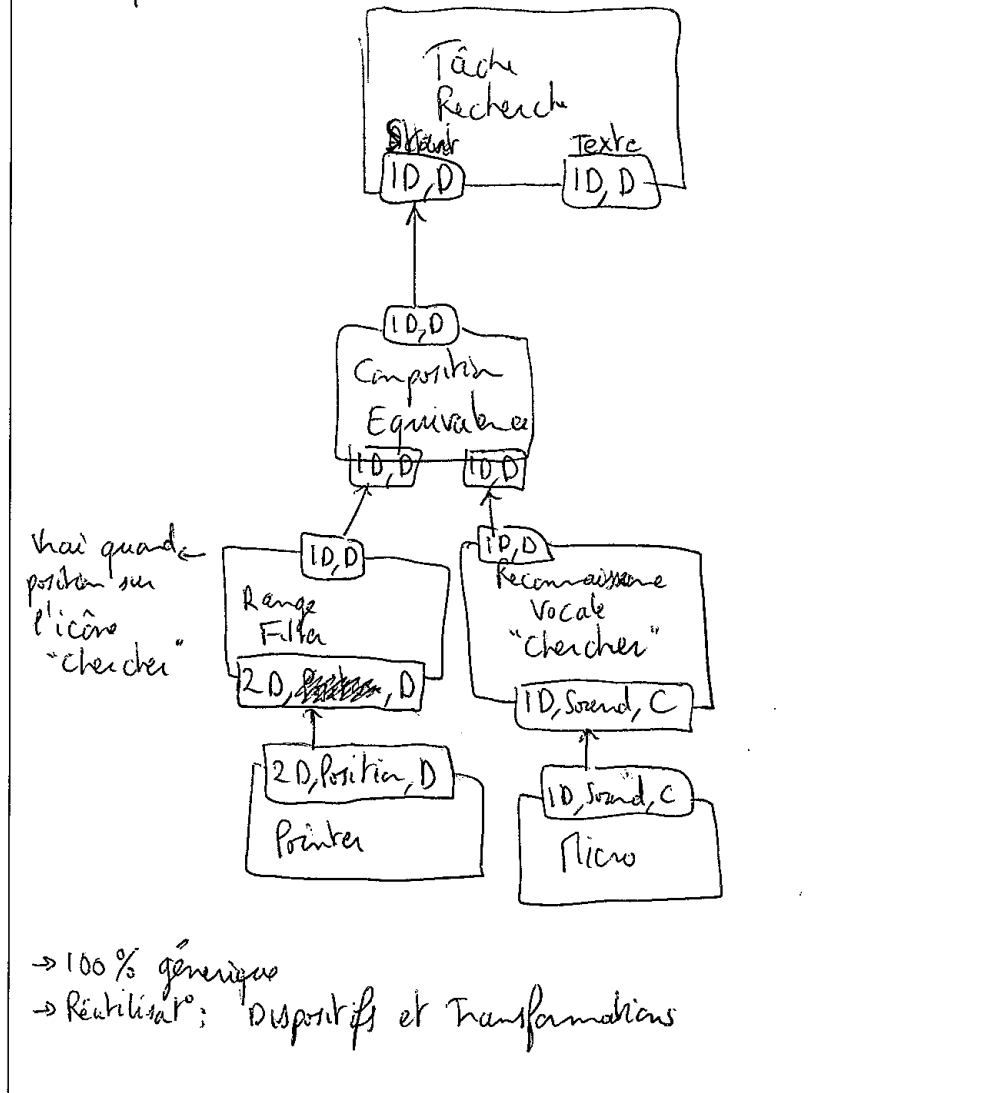 Tâche
Recherche
Texte
1D, D
1D, D
1D, D
Composition
Equivalence
1D, D
1D, D
Vrai quand
position sur
l'icône
"Chercher"
1D, D
Range
Filter
2D, , D
1D, D
Reconnaissance
Vocale
"Chercher"
1D, Sound, C
2D, Position, D
Pointer
1D, Sound, C
Micro
→ 100% générique
→ Réutilisat°: Dispositifs et Transformations